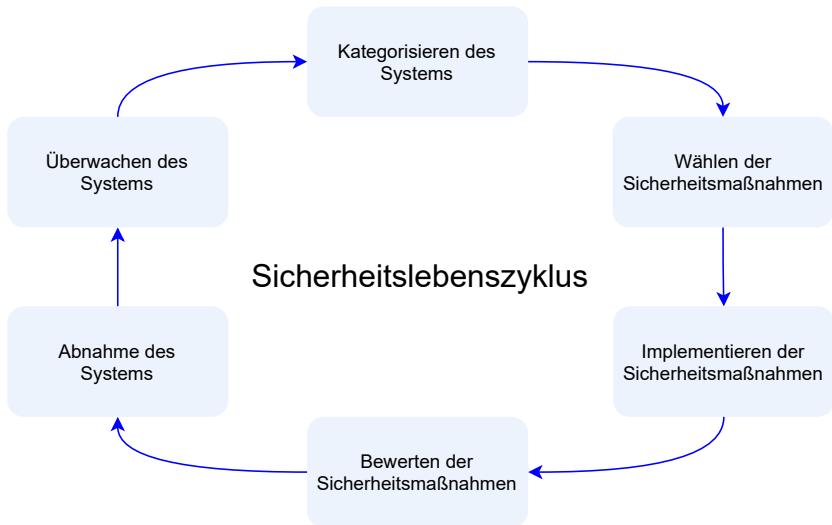 Kategorisieren des
Systems
Wählen der
Sicherheitsmaßnahmen
Implementieren der
Sicherheitsmaßnahmen
Bewerten der
Sicherheitsmaßnahmen
Abnahme des
Systems
Überwachen des
Systems
Sicherheitslebenszyklus